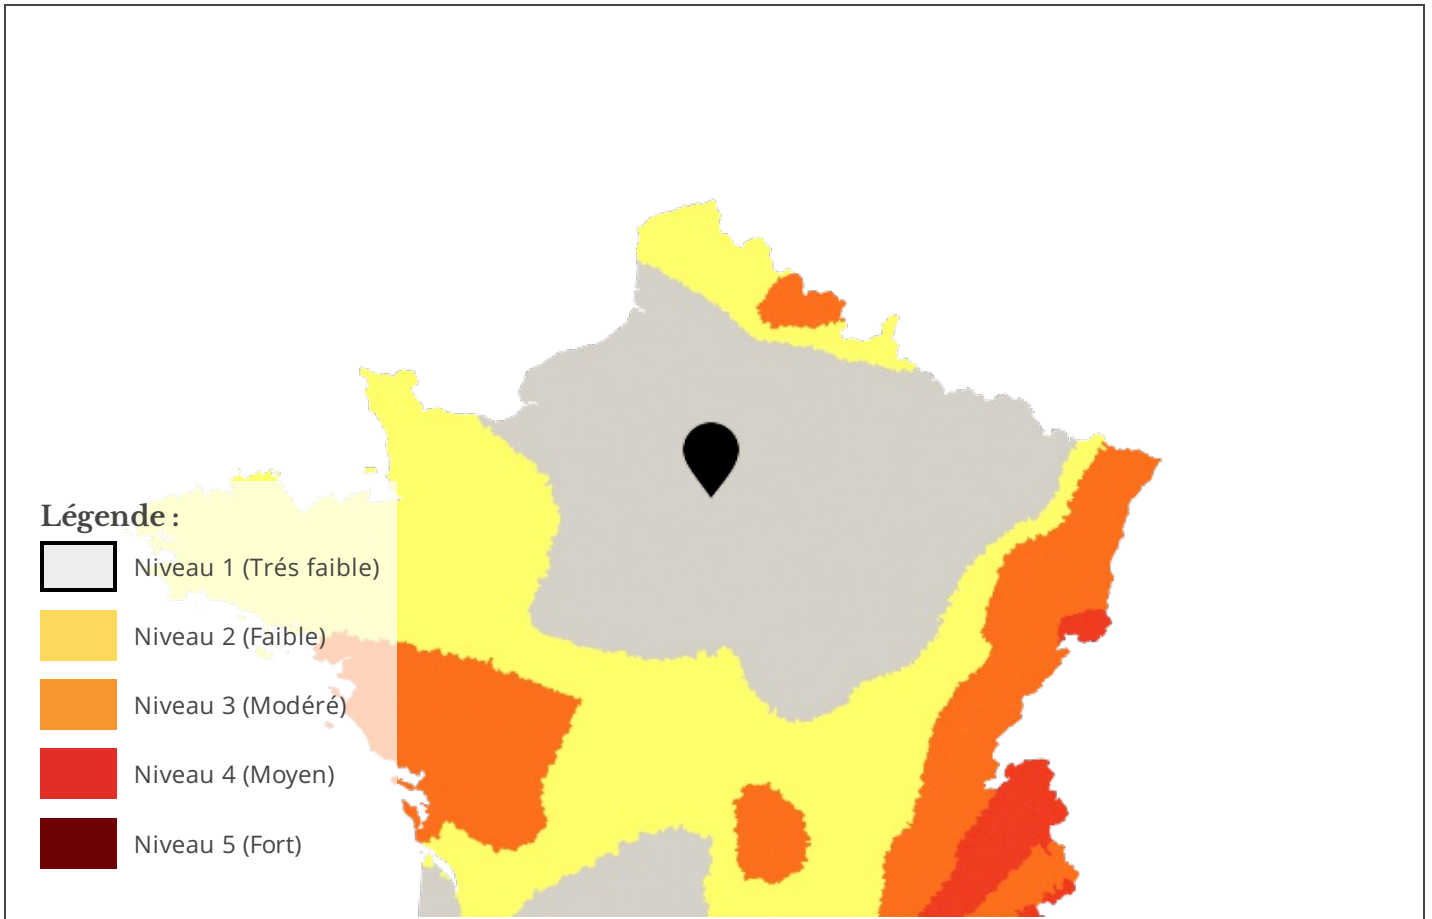 Légende :
Niveau 1 (Trés faible)
Niveau 2 (Faible)
Niveau 3 (Modéré)
Niveau 4 (Moyen)
Niveau 5 (Fort)